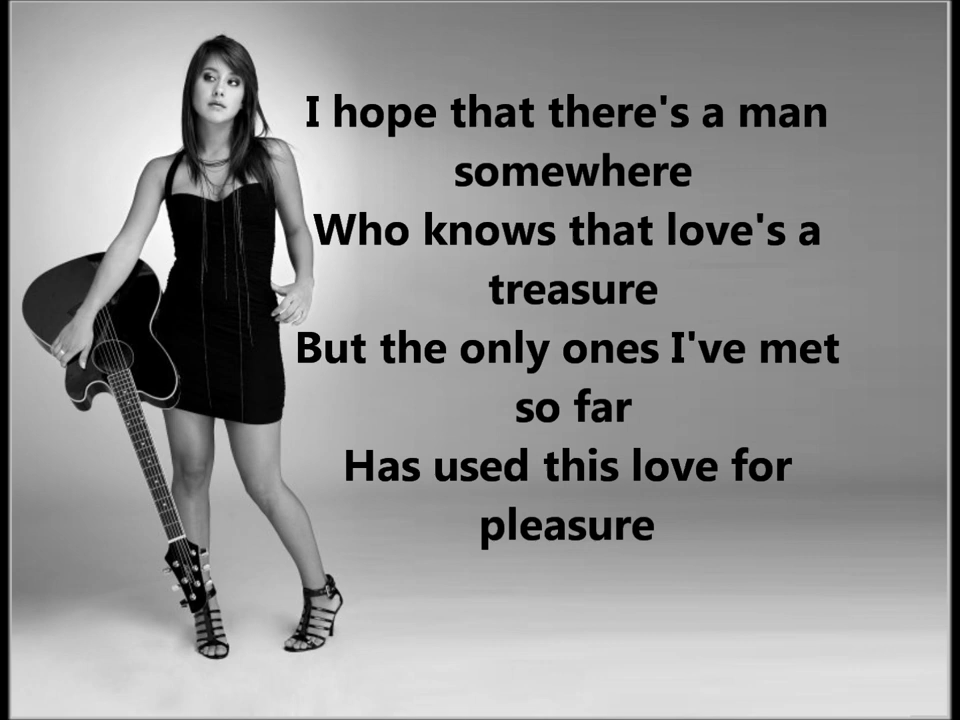 I hope that there's a man
somewhere
Who knows that love's a
treasure
But the only ones I've met
so far
Has used this love for
pleasure